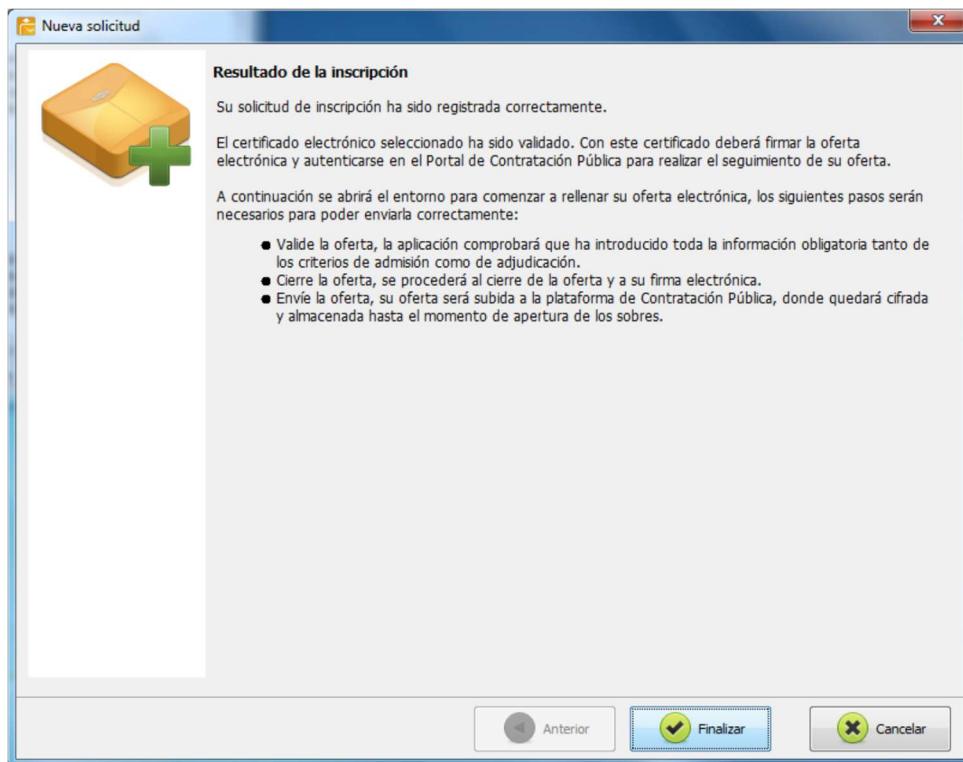 Nueva solicitud
Resultado de la inscripción
Su solicitud de inscripción ha sido registrada correctamente.
El certificado electrónico seleccionado ha sido validado. Con este certificado deberá firmar la oferta
electrónica y autenticarse en el Portal de Contratación Pública para realizar el seguimiento de su oferta.
A continuación se abrirá el entorno para comenzar a rellenar su oferta electrónica, los siguientes pasos serán
necesarios para poder enviarla correctamente:
● Valide la oferta, la aplicación comprobará que ha introducido toda la información obligatoria tanto de
los criterios de admisión como de adjudicación.
● Cierre la oferta, se procederá al cierre de la oferta y a su firma electrónica.
● Envíe la oferta, su oferta será subida a la plataforma de Contratación Pública, donde quedará cifrada
y almacenada hasta el momento de apertura de los sobres.
Anterior
Finalizar
Cancelar